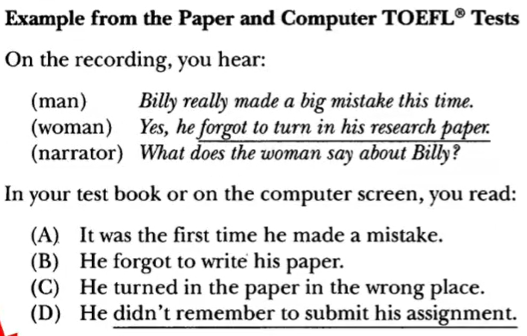 Example from the Paper and Computer TOEFL® Tests
On the recording, you hear:
(man) Billy really made a big mistake this time.
(woman) Yes, he forgot to turn in his research paper.
(narrator) What does the woman say about Billy?
In your test book or on the computer screen, you read:
(A) It was the first time he made a mistake.
(B) He forgot to write his paper.
(C) He turned in the paper in the wrong place.
(D) He didn't remember to submit his assignment.